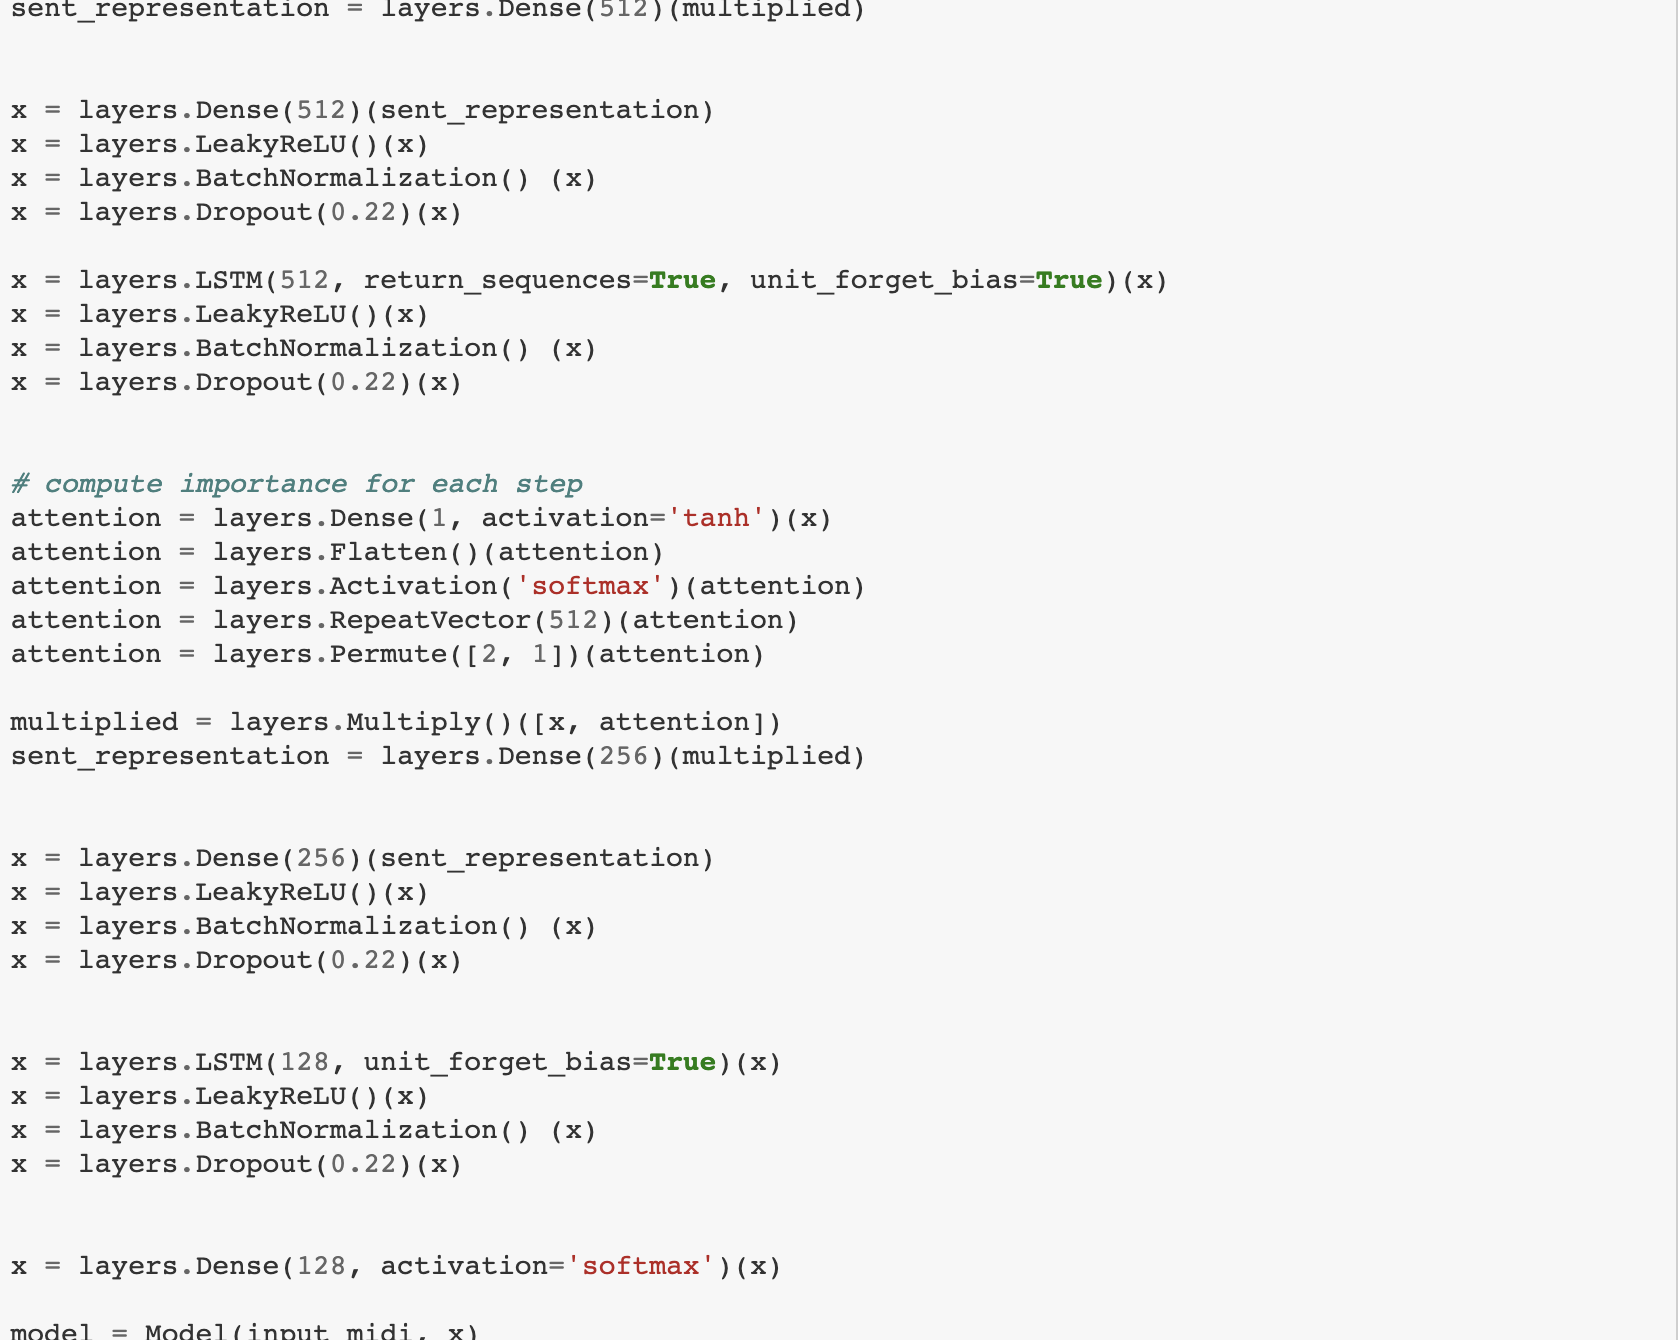 sent_representation = layers.Dense(512)(multiplied)
x = layers.Dense(512)(sent_representation)
x = layers.LeakyReLU()(x)
x = layers.BatchNormalization() (x)
x = layers.Dropout(0.22)(x)
x = layers.LSTM(512, return_sequences=True, unit_forget_bias=True)(x)
x = layers.LeakyReLU()(x)
x = layers.BatchNormalization() (x)
x = layers.Dropout(0.22)(x)
# compute importance for each step
attention = layers.Dense(1, activation='tanh')(x)
attention = layers.Flatten()(attention)
attention = layers.Activation('softmax')(attention)
attention = layers.RepeatVector(512)(attention)
attention = layers.Permute([2, 1])(attention)
multiplied = layers.Multiply()([x, attention])
sent_representation = layers.Dense(256)(multiplied)
x = layers.Dense(256)(sent_representation)
x = layers.LeakyReLU()(x)
x = layers.BatchNormalization() (x)
x = layers.Dropout(0.22)(x)
x = layers.LSTM(128, unit_forget_bias=True)(x)
x = layers.LeakyReLU()(x)
x = layers.BatchNormalization() (x)
x = layers.Dropout(0.22)(x)
x = layers.Dense(128, activation='softmax')(x)
model = Model(input_midi, x)